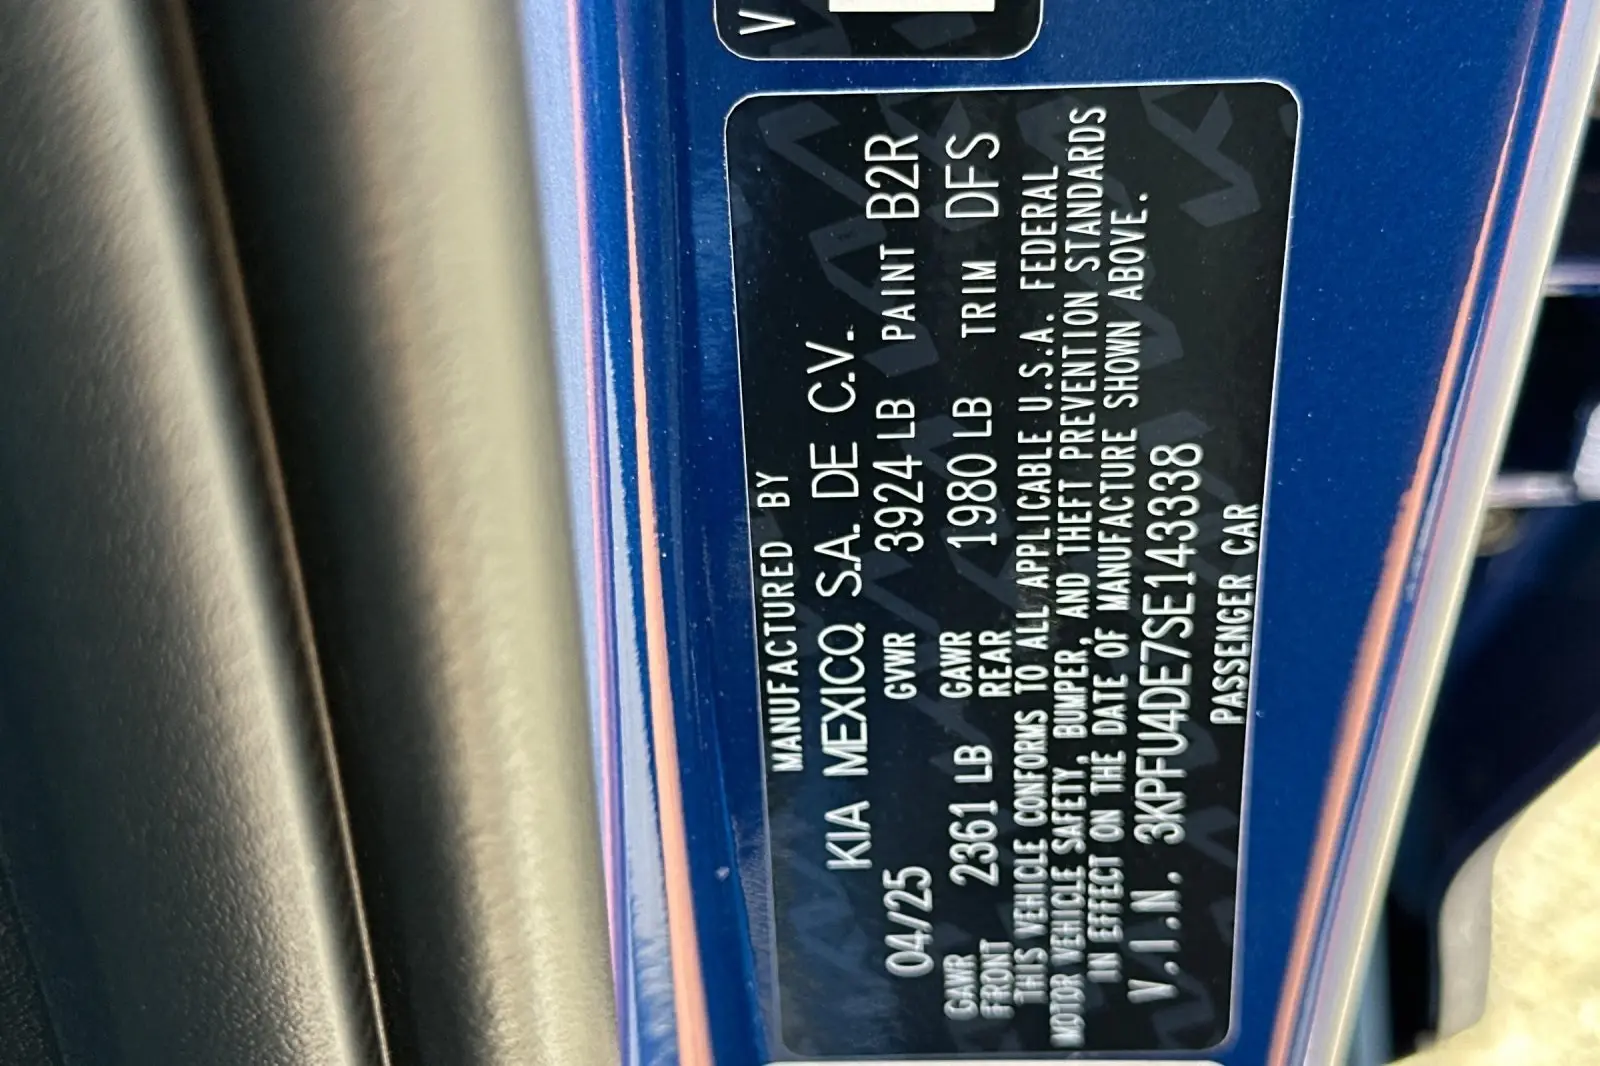 V
MANUFACTURED BY
KIA MEXICO, S.A. DE C.V.
04/25 GVWR 3924 LB PAINT B2R
GAWR FRONT 2361 LB GAWR REAR 1980 LB TRIM DFS
THIS VEHICLE CONFORMS TO ALL APPLICABLE U.S.A. FEDERAL
MOTOR VEHICLE SAFETY, BUMPER, AND THEFT PREVENTION STANDARDS
IN EFFECT ON THE DATE OF MANUFACTURE SHOWN ABOVE.
V.I.N. 3KPFU4DE7SE143338
PASSENGER CAR